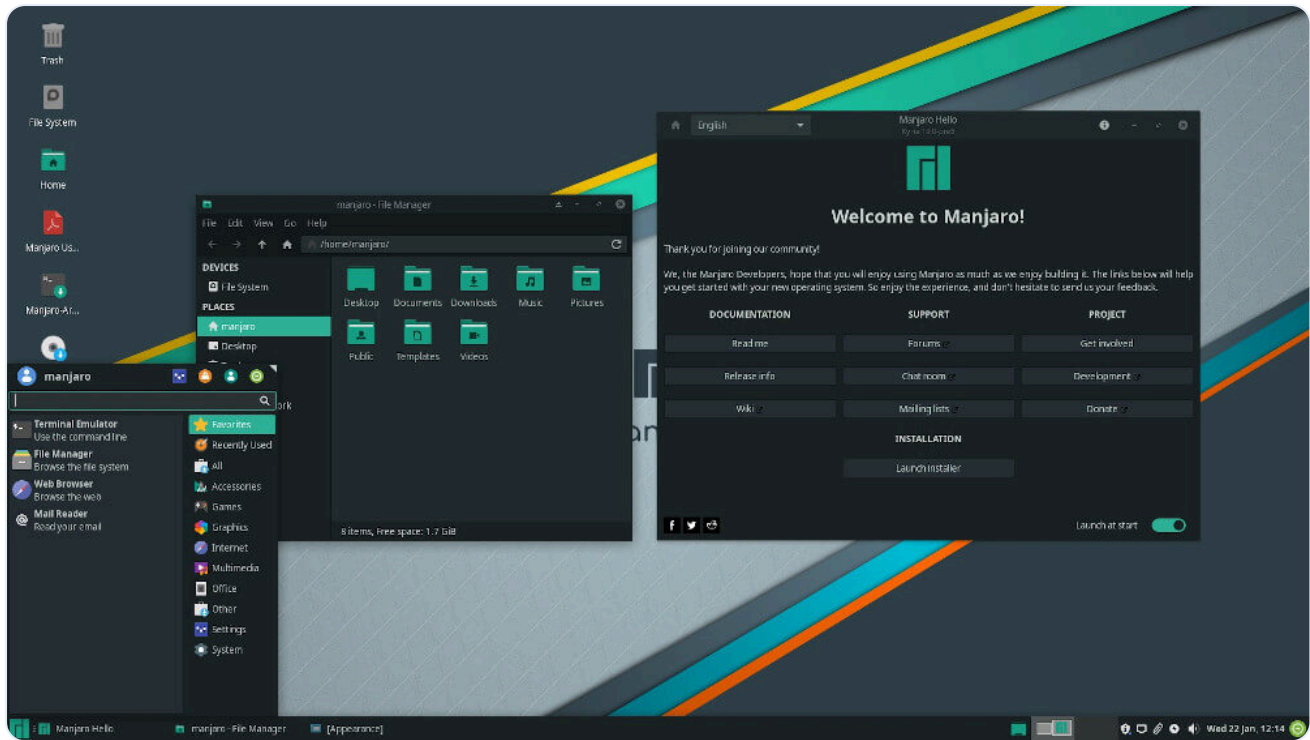 Trash
File System
Home
Manjaro Us...
Manjaro-Ar...
manjaro - File Manager
File Edit View Go Help
/home/manjaro/
DEVICES
File System
PLACES
manjaro
Desktop
Desktop Documents Downloads Music Pictures
Public Templates Videos
8 items, Free space: 1.7 GiB
manjaro
Terminal Emulator
Use the command line
File Manager
Browse the file system
Web Browser
Browse the web
Mail Reader
Read your email
Favorites
Recently Used
All
Accessories
Games
Graphics
Internet
Multimedia
Office
Other
Settings
System
English
Manjaro Hello
Welcome to Manjaro!
Thank you for joining our community!
We, the Manjaro Developers, hope that you will enjoy using Manjaro as much as we enjoy building it. The links below will help
you get started with your new operating system. So enjoy the experience, and don't hesitate to send us your feedback.
DOCUMENTATION SUPPORT PROJECT
Read me Forums Get involved
Release info Chat room Development
Wiki Mailing lists Donate
INSTALLATION
Launch installer
Launch at start
Manjaro Hello
manjaro - File Manager
[Appearance]
Wed 22 Jan, 12:14